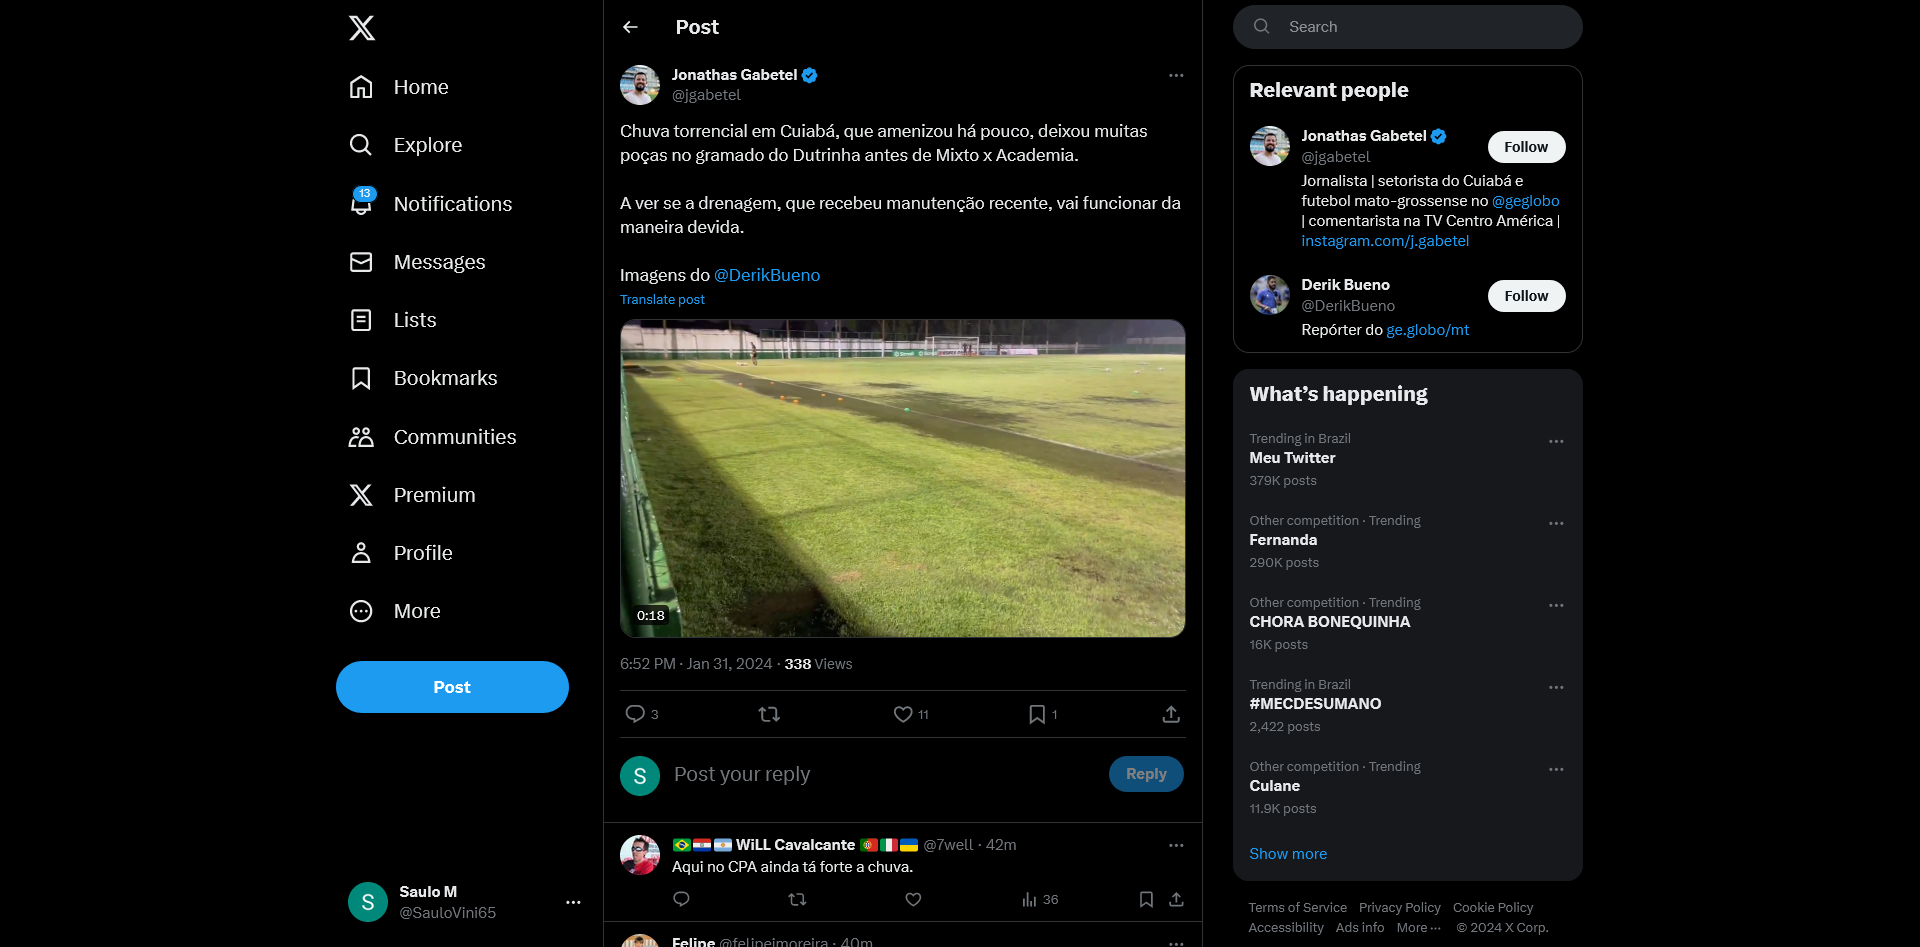 Home
Explore
13
Notifications
Messages
Lists
Bookmarks
Communities
Premium
Profile
More
Post
Saulo M
@SauloVini65
Post
Jonathas Gabetel
@jgabetel
Chuva torrencial em Cuiabá, que amenizou há pouco, deixou muitas
poças no gramado do Dutrinha antes de Mixto x Academia.
A ver se a drenagem, que recebeu manutenção recente, vai funcionar da
maneira devida.
Imagens do @DerikBueno
Translate post
0:18
6:52 PM · Jan 31, 2024 · 338 Views
3
11
1
S
Post your reply
Reply
WiLL Cavalcante @7well · 42m
Aqui no CPA ainda tá forte a chuva.
36
Felipe @felipejmoreira · 40m
Search
Relevant people
Jonathas Gabetel
@jgabetel
Follow
Jornalista | setorista do Cuiabá e
futebol mato-grossense no @geglobo
| comentarista na TV Centro América |
instagram.com/j.gabetel
Derik Bueno
@DerikBueno
Follow
Repórter do ge.globo/mt
What's happening
Trending in Brazil
Meu Twitter
379K posts
Other competition · Trending
Fernanda
290K posts
Other competition · Trending
CHORA BONEQUINHA
16K posts
Trending in Brazil
#MECDESUMANO
2,422 posts
Other competition · Trending
Culane
11.9K posts
Show more
Terms of Service Privacy Policy Cookie Policy
Accessibility Ads info More ··· © 2024 X Corp.
S